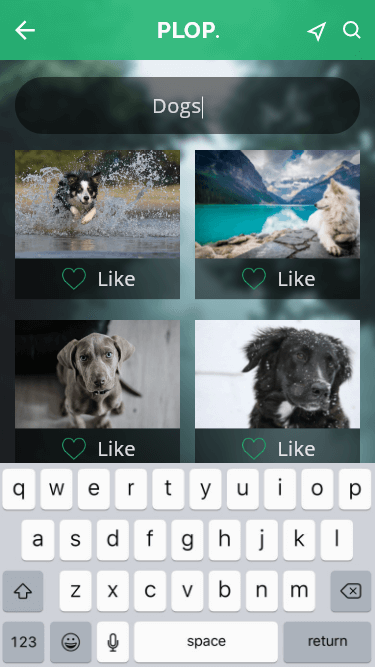 PLOP.
Dogs
Like Like
Like Like
q w e r t y u i o p
a s d f g h j k l
z x c v b n m
123 space return